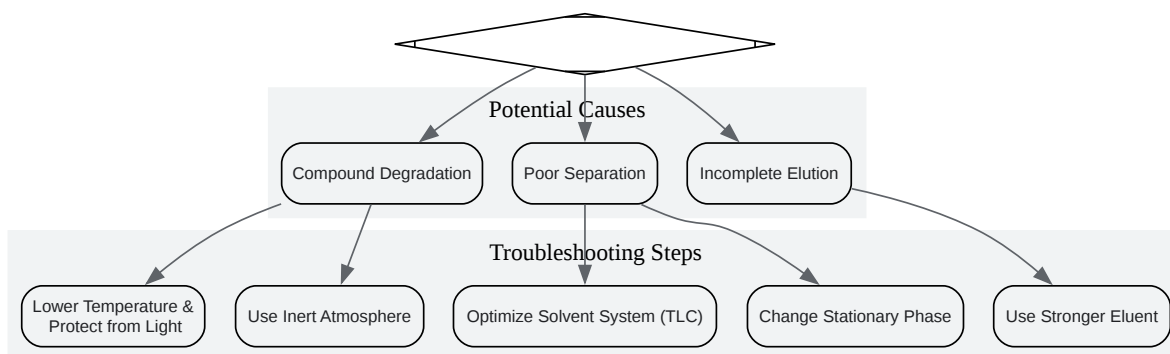 Potential Causes
Compound Degradation
Poor Separation
Incomplete Elution
Troubleshooting Steps
Lower Temperature &
Protect from Light
Use Inert Atmosphere
Optimize Solvent System (TLC)
Change Stationary Phase
Use Stronger Eluent